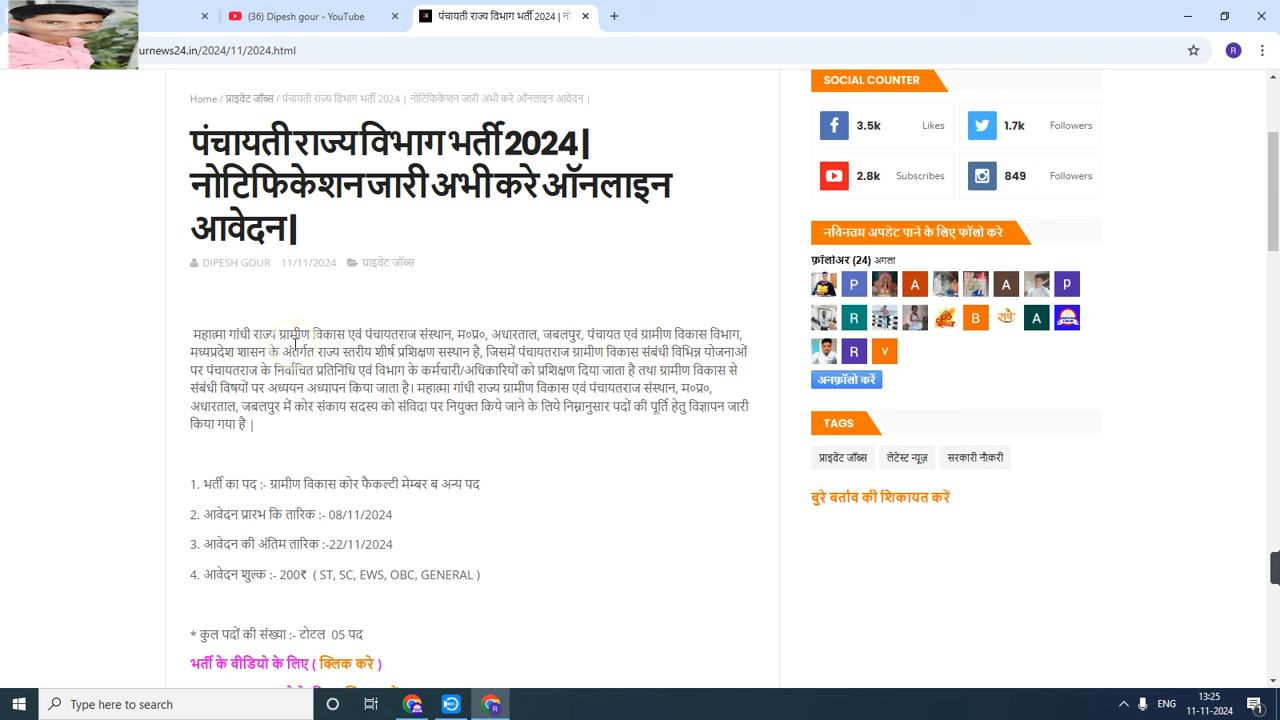 (36) Dipesh gour - YouTube
पंचायती राज्य विभाग भर्ती 2024 | नो
urnews24.in/2024/11/2024.html
R
Home / प्राइवेट जॉब्स / पंचायती राज्य विभाग भर्ती 2024 | नोटिफिकेशन जारी अभी करे ऑनलाइन आवेदन |
पंचायती राज्य विभाग भर्ती 2024 |
नोटिफिकेशन जारी अभी करे ऑनलाइन
आवेदन |
DIPESH GOUR 11/11/2024 प्राइवेट जॉब्स
महात्मा गांधी राज्य ग्रामीण विकास एवं पंचायतराज संस्थान, म०प्र०, अधारताल, जबलपुर, पंचायत एवं ग्रामीण विकास विभाग,
मध्यप्रदेश शासन के अंतर्गत राज्य स्तरीय शीर्ष प्रशिक्षण सस्थान है, जिसमें पंचायतराज ग्रामीण विकास संबंधी विभिन्न योजनाओं
पर पंचायतराज के निर्वाचित प्रतिनिधि एवं विभाग के कर्मचारी/अधिकारियों को प्रशिक्षण दिया जाता है तथा ग्रामीण विकास से
संबंधी विषयों पर अध्ययन अध्यापन किया जाता है। महात्मा गांधी राज्य ग्रामीण विकास एवं पंचायतराज संस्थान, म०प्र०,
अधारताल, जबलपुर में कोर संकाय सदस्य को संविदा पर नियुक्त किये जाने के लिये निम्नानुसार पदों की पूर्ति हेतु विज्ञापन जारी
किया गया है |
1. भर्ती का पद :- ग्रामीण विकास कोर फैकल्टी मेम्बर ब अन्य पद
2. आवेदन प्रारभ कि तारिक :- 08/11/2024
3. आवेदन की अंतिम तारिक :-22/11/2024
4. आवेदन शुल्क :- 200₹ ( ST, SC, EWS, OBC, GENERAL )
* कुल पदों की संख्या :- टोटल 05 पद
भर्ती के वीडियो के लिए ( क्लिक करे )
SOCIAL COUNTER
3.5k Likes
1.7k Followers
2.8k Subscribes
849 Followers
नविनतम अपडेट पाने के लिए फॉलो करे
फ़ॉलोअर (24) अगला
P A A p
R B राधे A
R v
अनफ़ॉलो करें
TAGS
प्राइवेट जॉब्स लेटेस्ट न्यूज़ सरकारी नौकरी
बुरे बर्ताव की शिकायत करें
Type here to search
ENG
13:25
11-11-2024